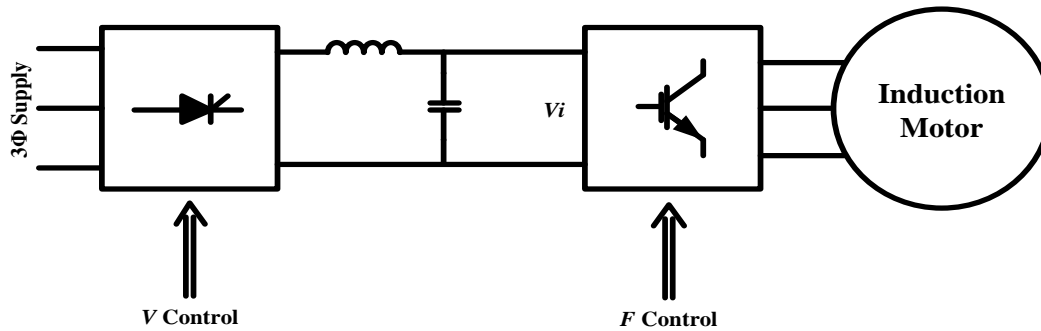 3Φ Supply
Vi
Induction
Motor
V Control
F Control